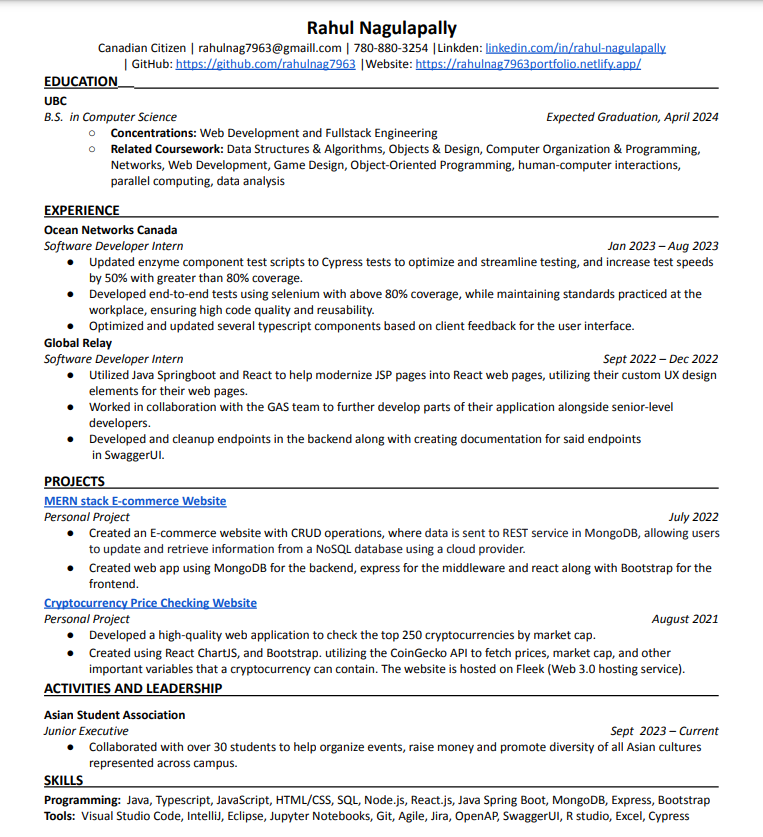 Rahul Nagulapally
Canadian Citizen | rahulnag7963@gmaill.com | 780-880-3254 |Linkden: linkedin.com/in/rahul-nagulapally
| GitHub: https://github.com/rahulnag7963 |Website: https://rahulnag7963portfolio.netlify.app/
EDUCATION
UBC
B.S. in Computer Science Expected Graduation, April 2024
○ Concentrations: Web Development and Fullstack Engineering
○ Related Coursework: Data Structures & Algorithms, Objects & Design, Computer Organization & Programming,
Networks, Web Development, Game Design, Object-Oriented Programming, human-computer interactions,
parallel computing, data analysis
EXPERIENCE
Ocean Networks Canada
Software Developer Intern Jan 2023 – Aug 2023
● Updated enzyme component test scripts to Cypress tests to optimize and streamline testing, and increase test speeds
by 50% with greater than 80% coverage.
● Developed end-to-end tests using selenium with above 80% coverage, while maintaining standards practiced at the
workplace, ensuring high code quality and reusability.
● Optimized and updated several typescript components based on client feedback for the user interface.
Global Relay
Software Developer Intern Sept 2022 – Dec 2022
● Utilized Java Springboot and React to help modernize JSP pages into React web pages, utilizing their custom UX design
elements for their web pages.
● Worked in collaboration with the GAS team to further develop parts of their application alongside senior-level
developers.
● Developed and cleanup endpoints in the backend along with creating documentation for said endpoints
in SwaggerUI.
PROJECTS
MERN stack E-commerce Website
Personal Project July 2022
● Created an E-commerce website with CRUD operations, where data is sent to REST service in MongoDB, allowing users
to update and retrieve information from a NoSQL database using a cloud provider.
● Created web app using MongoDB for the backend, express for the middleware and react along with Bootstrap for the
frontend.
Cryptocurrency Price Checking Website
Personal Project August 2021
● Developed a high-quality web application to check the top 250 cryptocurrencies by market cap.
● Created using React ChartJS, and Bootstrap. utilizing the CoinGecko API to fetch prices, market cap, and other
important variables that a cryptocurrency can contain. The website is hosted on Fleek (Web 3.0 hosting service).
ACTIVITIES AND LEADERSHIP
Asian Student Association
Junior Executive Sept 2023 – Current
● Collaborated with over 30 students to help organize events, raise money and promote diversity of all Asian cultures
represented across campus.
SKILLS
Programming: Java, Typescript, JavaScript, HTML/CSS, SQL, Node.js, React.js, Java Spring Boot, MongoDB, Express, Bootstrap
Tools: Visual Studio Code, IntelliJ, Eclipse, Jupyter Notebooks, Git, Agile, Jira, OpenAP, SwaggerUI, R studio, Excel, Cypress